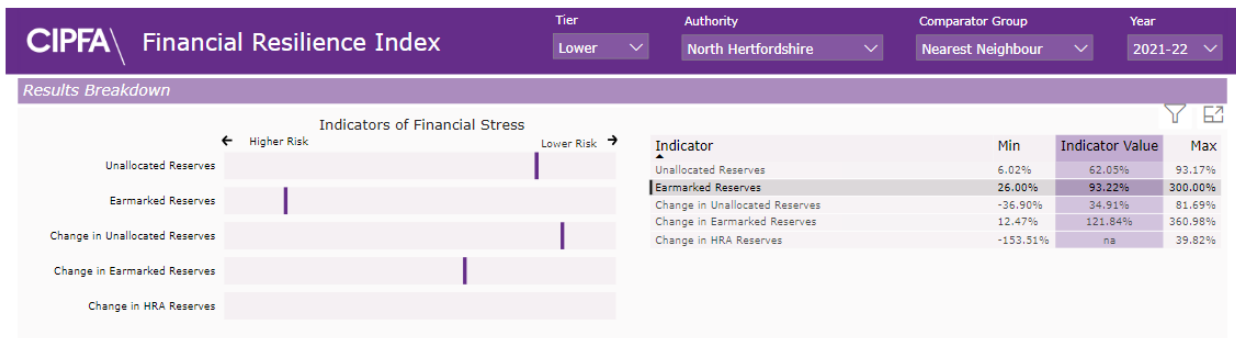 CIPFA\ Financial Resilience Index
Tier Authority Comparator Group Year
Lower North Hertfordshire Nearest Neighbour 2021-22
Results Breakdown
Indicators of Financial Stress
← Higher Risk Lower Risk →
Unallocated Reserves
Earmarked Reserves
Change in Unallocated Reserves
Change in Earmarked Reserves
Change in HRA Reserves
Indicator Min Indicator Value Max
Unallocated Reserves 6.02% 62.05% 93.17%
Earmarked Reserves 26.00% 93.22% 300.00%
Change in Unallocated Reserves -36.90% 34.91% 81.69%
Change in Earmarked Reserves 12.47% 121.84% 360.98%
Change in HRA Reserves -153.51% na 39.82%